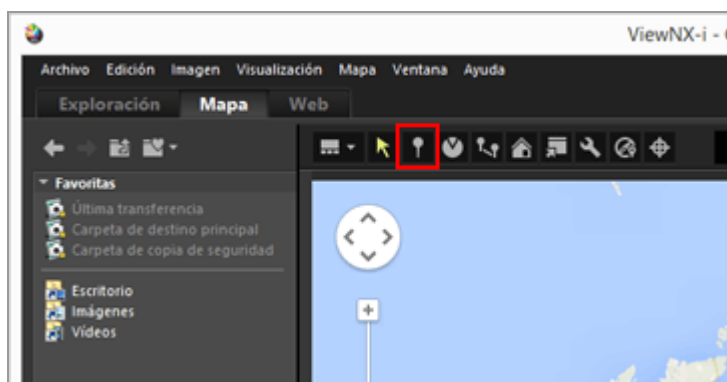 ViewNX-i -
Archivo Edición Imagen Visualización Mapa Ventana Ayuda
Exploración Mapa Web
Favoritas
Última transferencia
Carpeta de destino principal
Carpeta de copia de seguridad
Escritorio
Imágenes
Vídeos